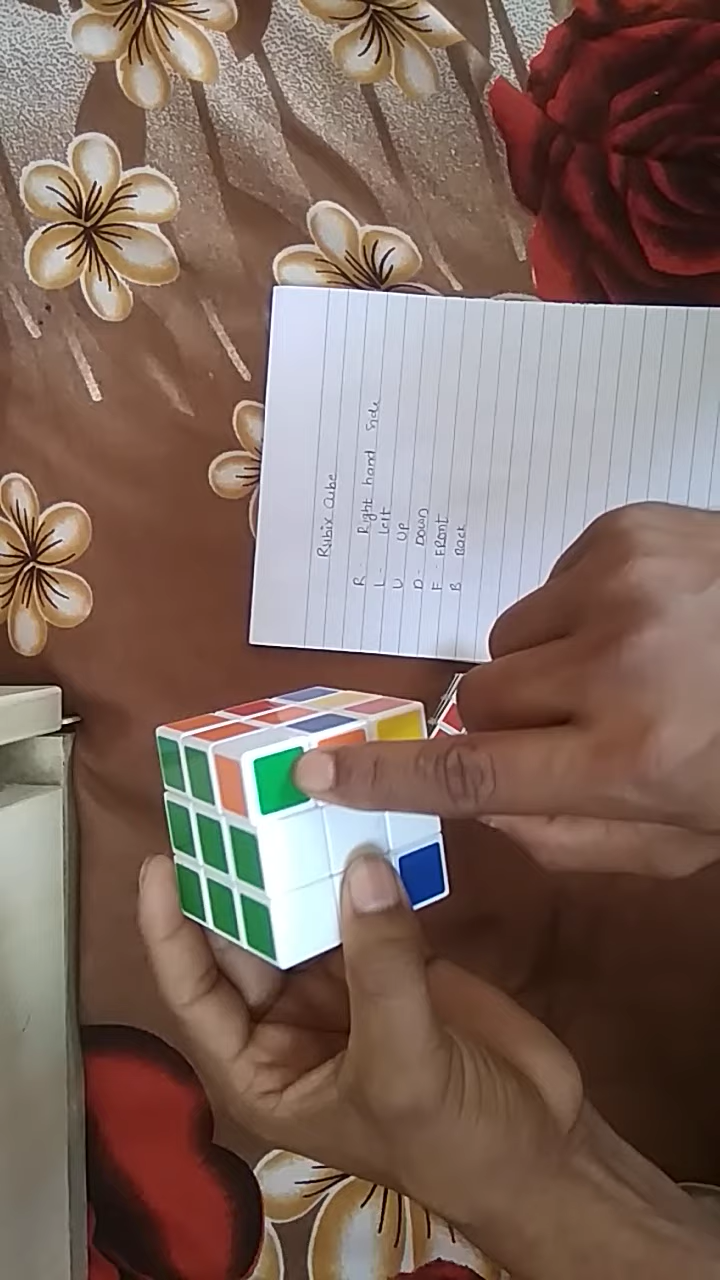 Rubix Cube
R - Right hand side
L - left
U UP
D - Down
F - FRont
B Back